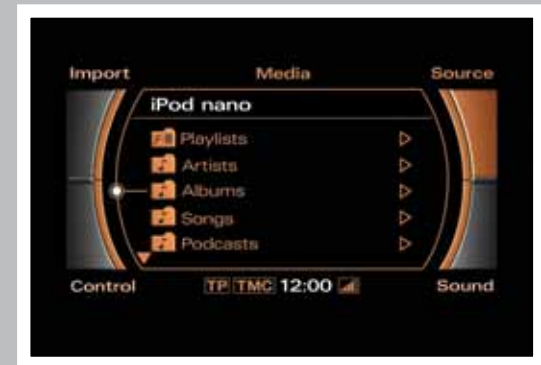 Import Media Source
iPod nano
Playlists
Artists
Albums
Songs
Podcasts
Control TP TMC 12:00 Sound